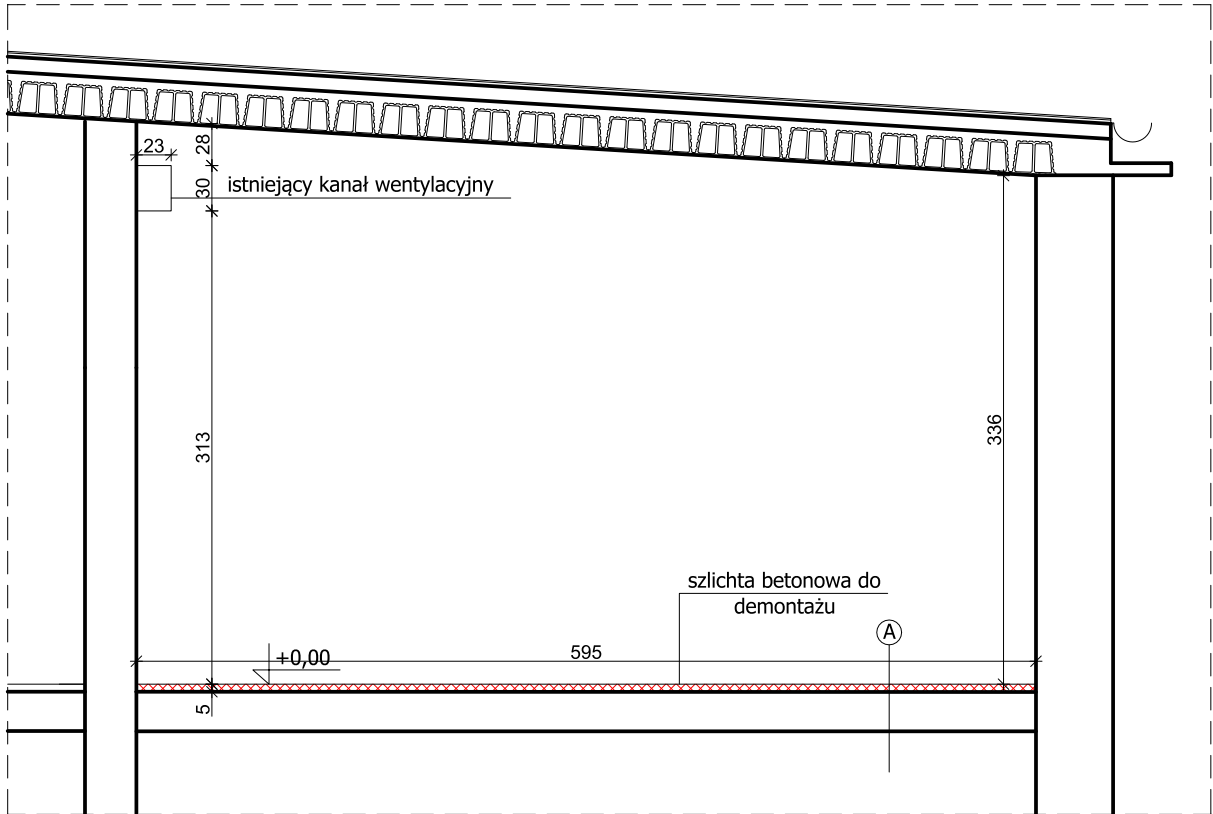 23
28
30
istniejący kanał wentylacyjny
313
336
szlichta betonowa do
demontażu
A
+0,00
595
5